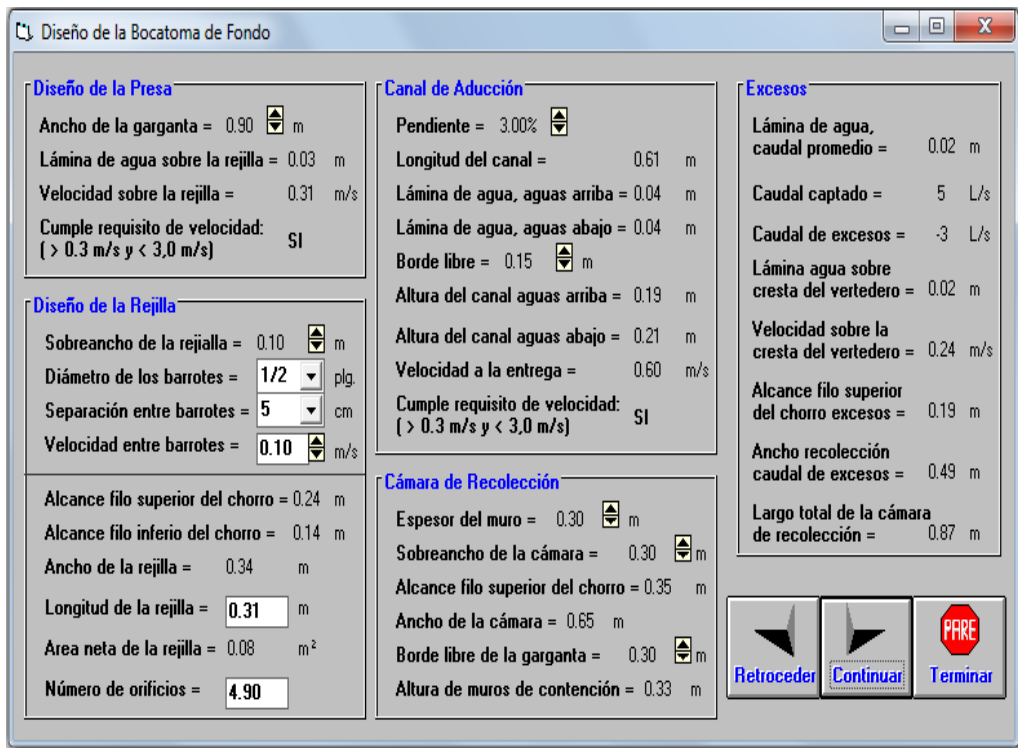 Diseño de la Bocatoma de Fondo
Diseño de la Presa
Ancho de la garganta = 0.90 m
Lámina de agua sobre la rejilla = 0.03 m
Velocidad sobre la rejilla = 0.31 m/s
Cumple requisito de velocidad:
( > 0.3 m/s y < 3,0 m/s) SI
Diseño de la Rejilla
Sobreancho de la rejialla = 0.10 m
Diámetro de los barrotes = 1/2 plg.
Separación entre barrotes = 5 cm
Velocidad entre barrotes = 0.10 m/s
Alcance filo superior del chorro = 0.24 m
Alcance filo inferio del chorro = 0.14 m
Ancho de la rejilla = 0.34 m
Longitud de la rejilla = 0.31 m
Area neta de la rejilla = 0.08 m²
Número de orificios = 4.90
Canal de Aducción
Pendiente = 3.00%
Longitud del canal = 0.61 m
Lámina de agua, aguas arriba = 0.04 m
Lámina de agua, aguas abajo = 0.04 m
Borde libre = 0.15 m
Altura del canal aguas arriba = 0.19 m
Altura del canal aguas abajo = 0.21 m
Velocidad a la entrega = 0.60 m/s
Cumple requisito de velocidad:
( > 0.3 m/s y < 3,0 m/s) SI
Cámara de Recolección
Espesor del muro = 0.30 m
Sobreancho de la cámara = 0.30 m
Alcance filo superior del chorro = 0.35 m
Ancho de la cámara = 0.65 m
Borde libre de la garganta = 0.30 m
Altura de muros de contención = 0.33 m
Excesos
Lámina de agua,
caudal promedio = 0.02 m
Caudal captado = 5 L/s
Caudal de excesos = -3 L/s
Lámina agua sobre
cresta del vertedero = 0.02 m
Velocidad sobre la
cresta del vertedero = 0.24 m/s
Alcance filo superior
del chorro excesos = 0.19 m
Ancho recolección
caudal de excesos = 0.49 m
Largo total de la cámara
de recolección = 0.87 m
Retroceder
Continuar
PARE
Terminar